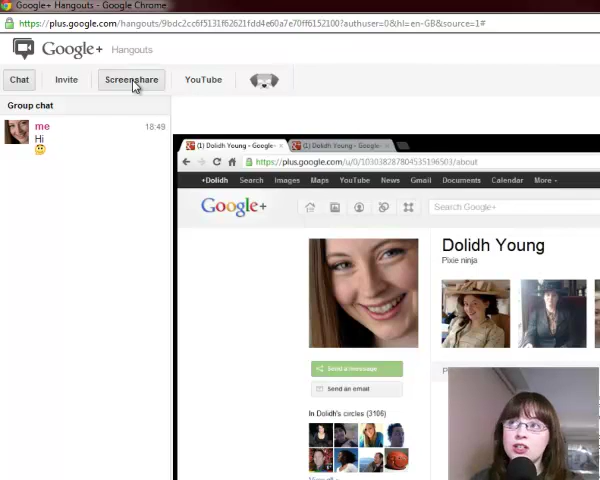 Google+ Hangouts - Google Chrome
https://plus.google.com/hangouts/9bdc2cc6f5131f62621fdd4e60a7e70ff6152100?authuser=0&hl=en-GB&source=1#
Google+ Hangouts
Chat Invite Screenshare YouTube
Group chat
me 18:49
Hi
(1) Dolidh Young - Google+ × (1) Dolidh Young - Google+ ×
https://plus.google.com/u/0/103038287804535196503/about
+Dolidh Search Images Maps YouTube News Gmail Documents Calendar More
Google+ Search Google+
Dolidh Young
Pixie ninja
Send a message
Send an email
In Dolidh's circles (3106)
View all